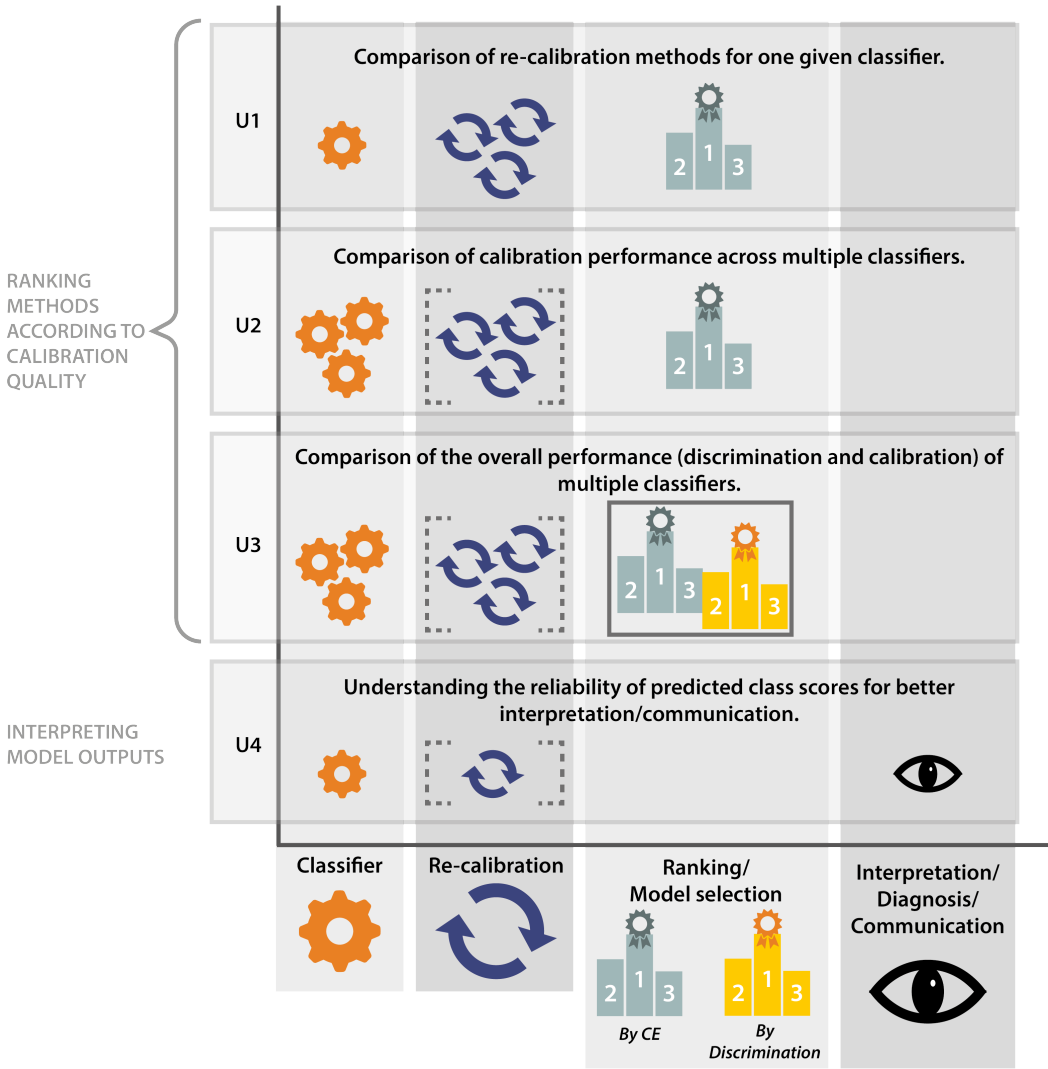 Comparison of re-calibration methods for one given classifier.
U1
2 1 3
RANKING
METHODS
ACCORDING TO
CALIBRATION
QUALITY
Comparison of calibration performance across multiple classifiers.
U2
2 1 3
Comparison of the overall performance (discrimination and calibration) of
multiple classifiers.
U3
2 1 3 2 1 3
INTERPRETING
MODEL OUTPUTS
Understanding the reliability of predicted class scores for better
interpretation/communication.
U4
Classifier
Re-calibration
Ranking/
Model selection
2 1 3
By CE
2 1 3
By
Discrimination
Interpretation/
Diagnosis/
Communication